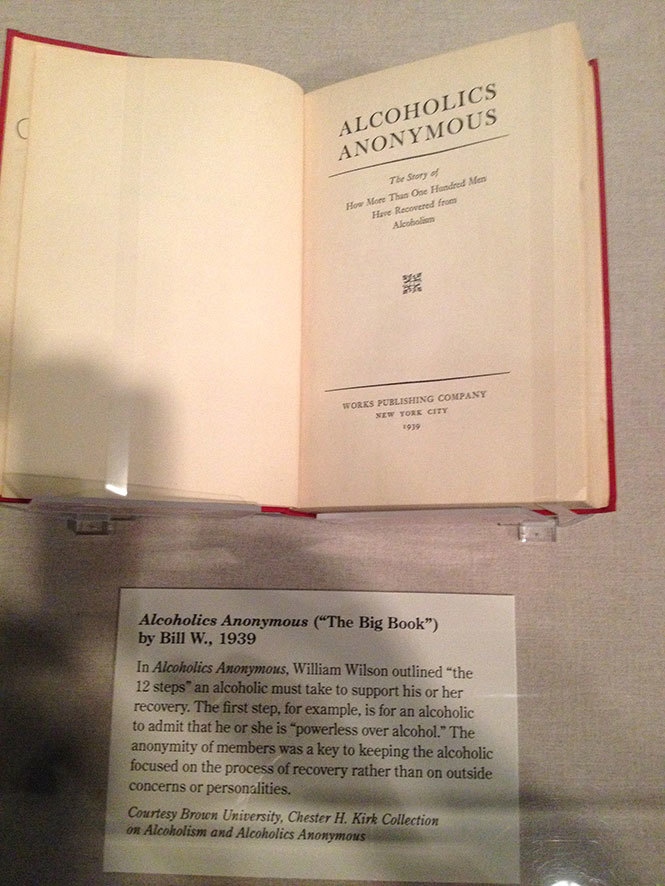 ALCOHOLICS
ANONYMOUS
The Story of
How More Than One Hundred Men
Have Recovered from
Alcoholism
WORKS PUBLISHING COMPANY
NEW YORK CITY
1939
Alcoholics Anonymous (“The Big Book”)
by Bill W., 1939
In Alcoholics Anonymous, William Wilson outlined “the
12 steps” an alcoholic must take to support his or her
recovery. The first step, for example, is for an alcoholic
to admit that he or she is “powerless over alcohol.” The
anonymity of members was a key to keeping the alcoholic
focused on the process of recovery rather than on outside
concerns or personalities.
Courtesy Brown University, Chester H. Kirk Collection
on Alcoholism and Alcoholics Anonymous